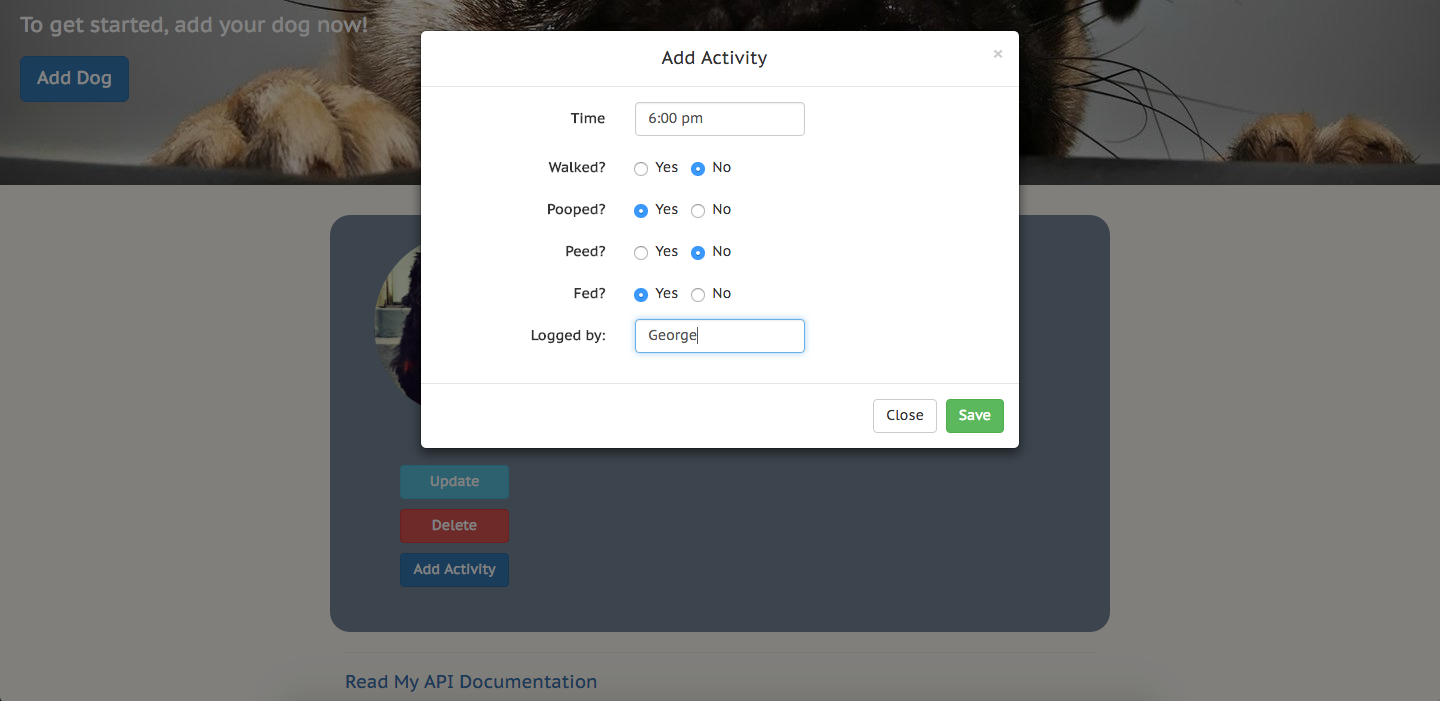 To get started, add your dog now!
Add Dog
Add Activity ×
Time 6:00 pm
Walked? Yes No
Pooped? Yes No
Peed? Yes No
Fed? Yes No
Logged by: George
Close Save
Update
Delete
Add Activity
Read My API Documentation